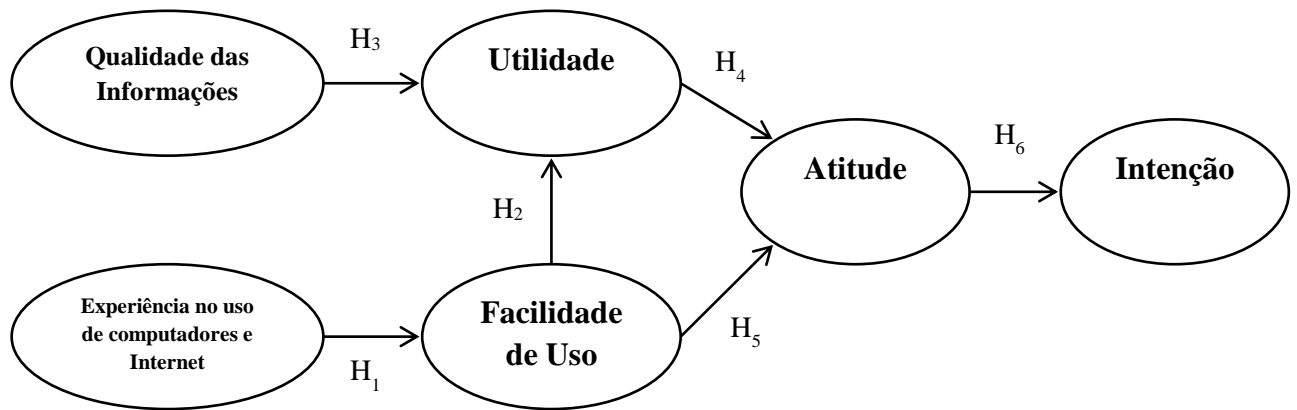 Qualidade das
Informações
H3
Utilidade
H4
Atitude
H6
Intenção
H2
Experiência no uso
de computadores e
Internet
H1
Facilidade
de Uso
H5